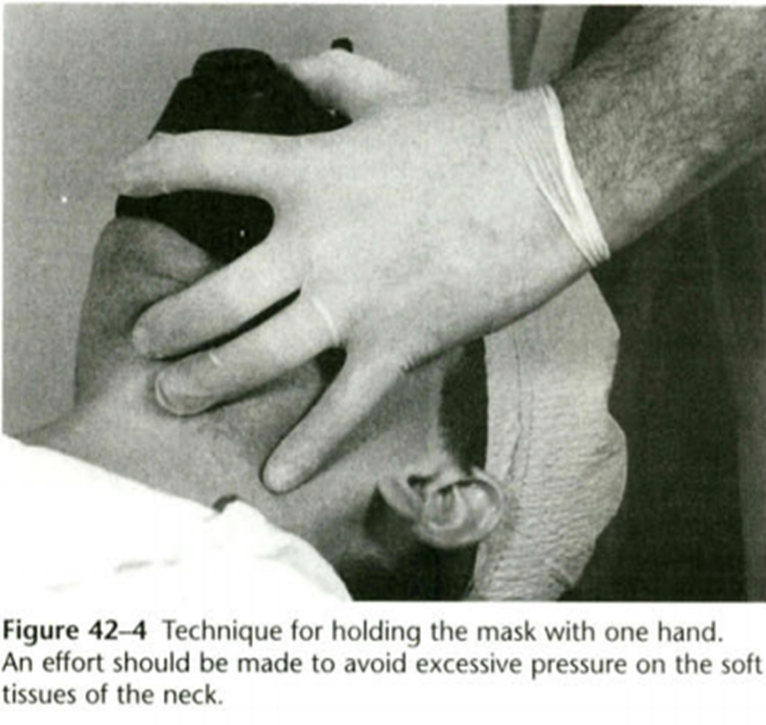 Figure 42–4 Technique for holding the mask with one hand.
An effort should be made to avoid excessive pressure on the soft
tissues of the neck.